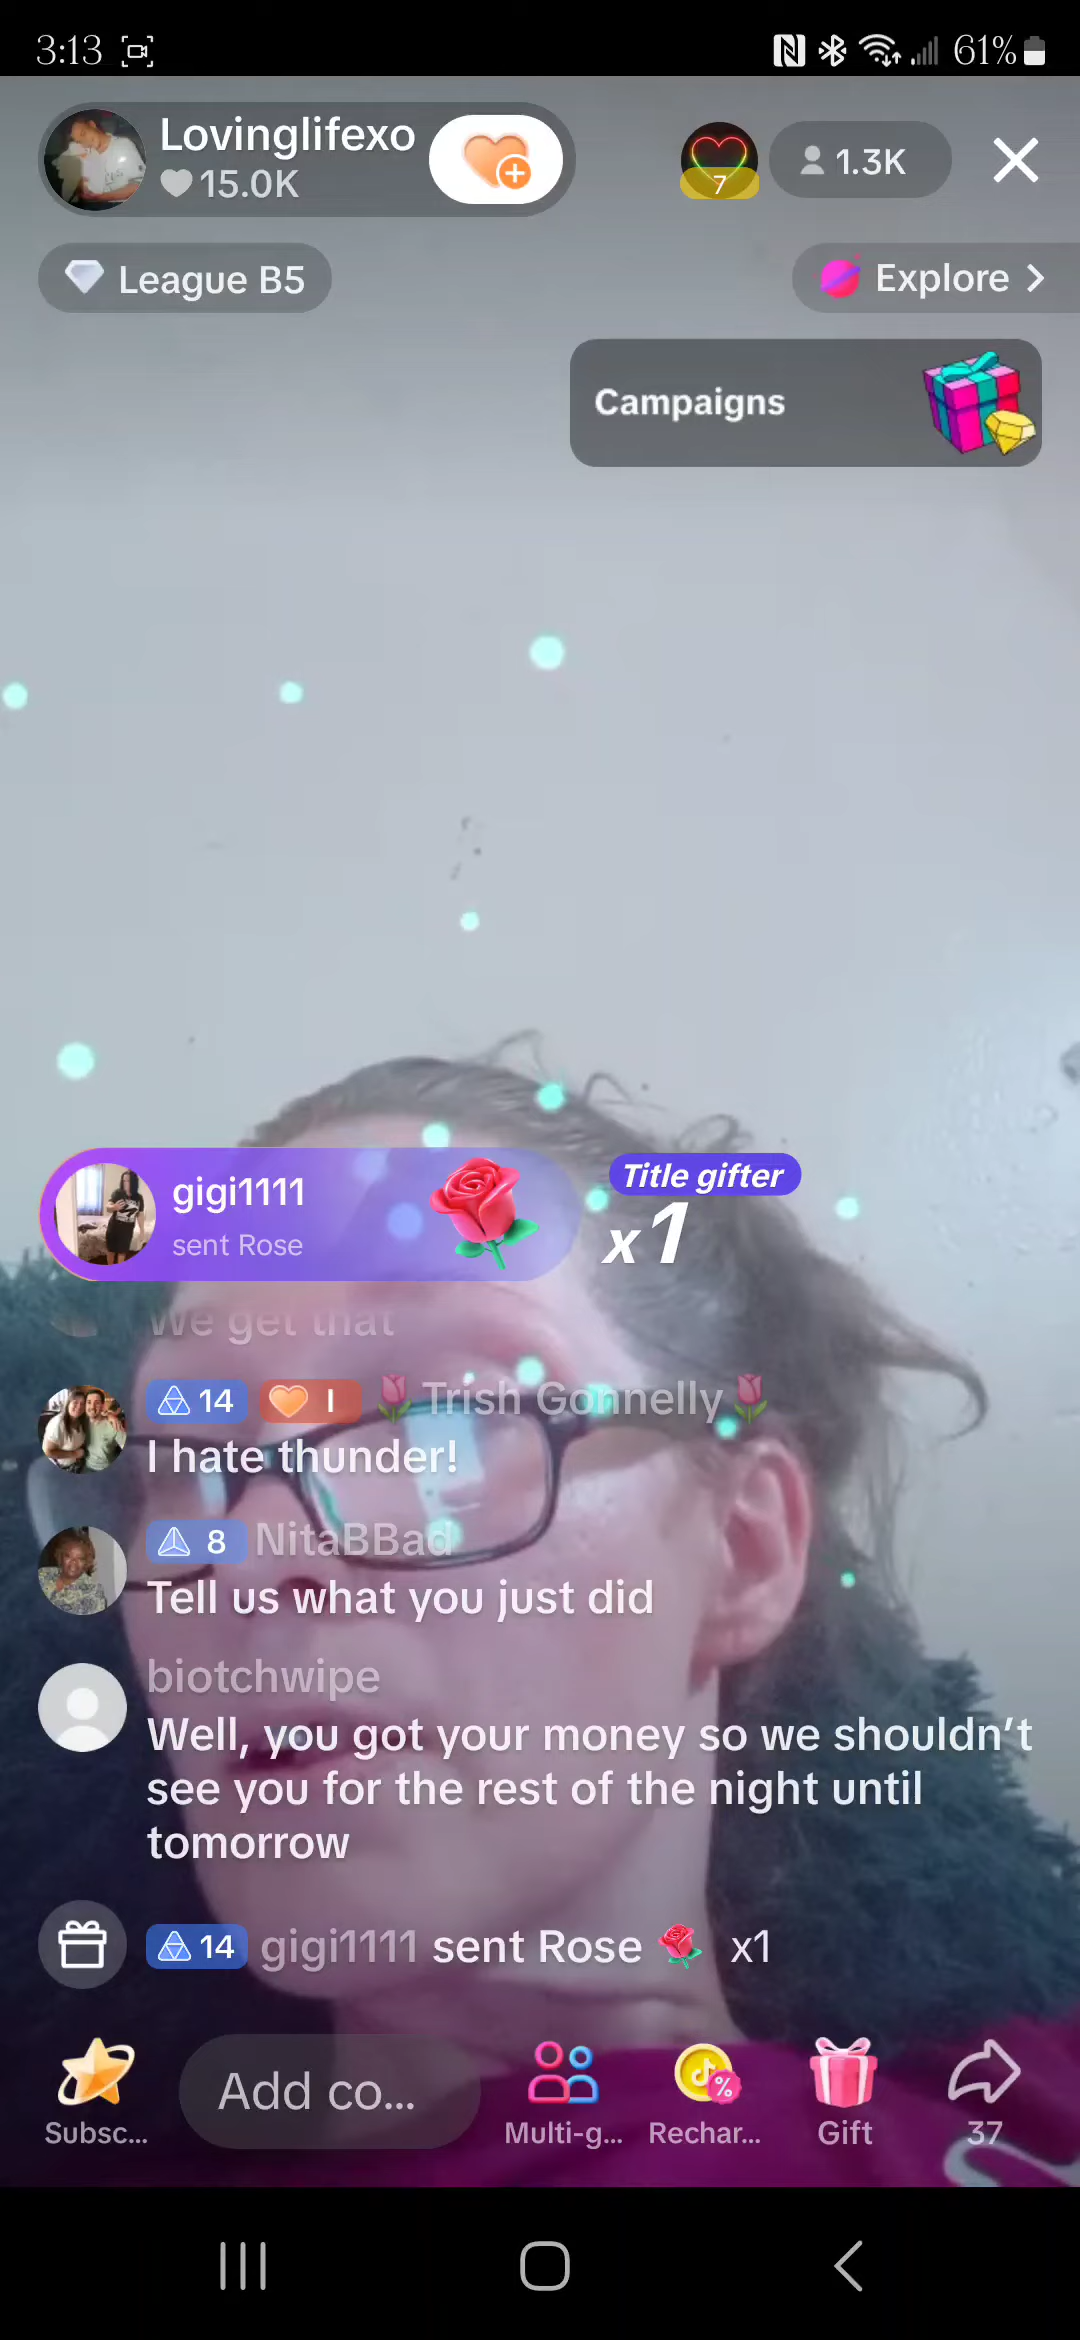 3:13 61%
Lovinglifexo
15.0K
7
1.3K
League B5
Explore
Campaigns
gigi1111
sent Rose
Title gifter
x1
We get that
14 I 🌷Trish Gonnelly🌷
I hate thunder!
8 NitaBBad
Tell us what you just did
biotchwipe
Well, you got your money so we shouldn't
see you for the rest of the night until
tomorrow
14 gigi1111 sent Rose 🌹 x1
Add co...
Subsc... Multi-g... Rechar... Gift 37